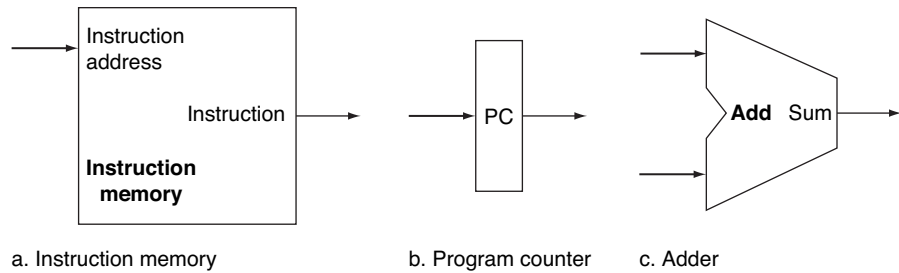 Instruction
address
Instruction
Instruction
memory
PC
Add Sum
a. Instruction memory
b. Program counter
c. Adder